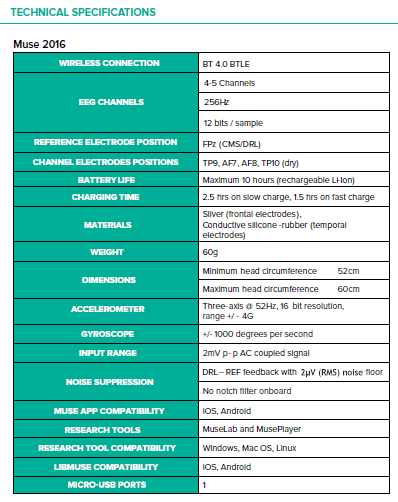 TECHNICAL SPECIFICATIONS
Muse 2016
WIRELESS CONNECTION BT 4.0 BTLE
EEG CHANNELS 4-5 Channels
256Hz
12 bits / sample
REFERENCE ELECTRODE POSITION FPz (CMS/DRL)
CHANNEL ELECTRODES POSITIONS TP9, AF7, AF8, TP10 (dry)
BATTERY LIFE Maximum 10 hours (rechargeable Li-Ion)
CHARGING TIME 2.5 hrs on slow charge, 1.5 hrs on fast charge
MATERIALS Silver (frontal electrodes),
Conductive silicone-rubber (temporal
electrodes)
WEIGHT 60g
DIMENSIONS Minimum head circumference 52cm
Maximum head circumference 60cm
ACCELEROMETER Three-axis @ 52Hz, 16 bit resolution,
range +/- 4G
GYROSCOPE +/- 1000 degrees per second
INPUT RANGE 2mV p-p AC coupled signal
NOISE SUPPRESSION DRL – REF feedback with 2μV (RMS) noise floor
No notch filter onboard
MUSE APP COMPATIBILITY iOS, Android
RESEARCH TOOLS MuseLab and MusePlayer
RESEARCH TOOL COMPATIBILITY Windows, Mac OS, Linux
LIBMUSE COMPATIBILITY iOS, Android
MICRO-USB PORTS 1